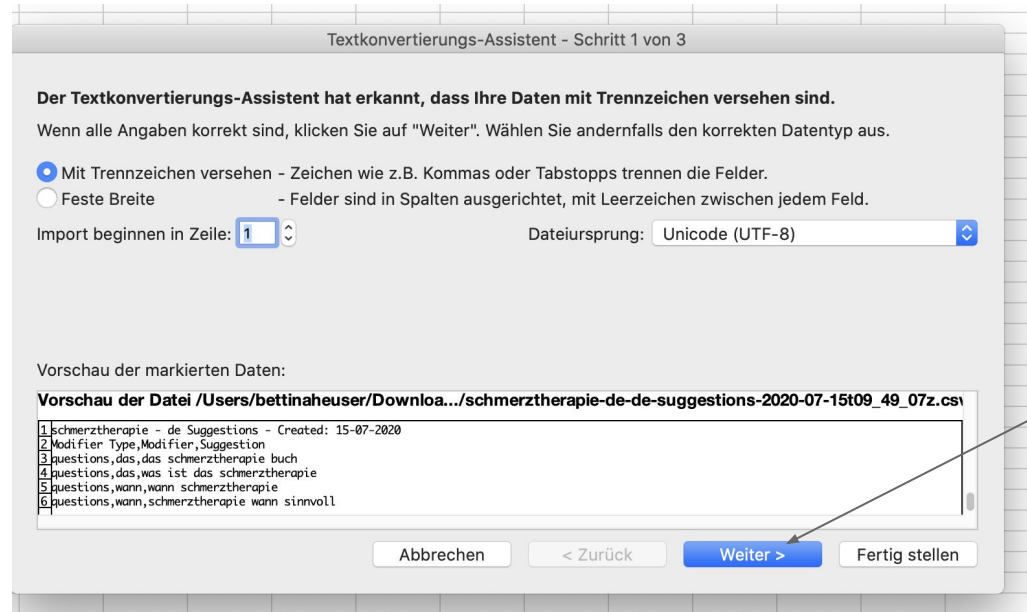 Textkonvertierungs-Assistent - Schritt 1 von 3
Der Textkonvertierungs-Assistent hat erkannt, dass Ihre Daten mit Trennzeichen versehen sind.
Wenn alle Angaben korrekt sind, klicken Sie auf "Weiter". Wählen Sie andernfalls den korrekten Datentyp aus.
Mit Trennzeichen versehen - Zeichen wie z.B. Kommas oder Tabstopps trennen die Felder.
Feste Breite - Felder sind in Spalten ausgerichtet, mit Leerzeichen zwischen jedem Feld.
Import beginnen in Zeile: 1 Dateiursprung: Unicode (UTF-8)
Vorschau der markierten Daten:
Vorschau der Datei /Users/bettinaheuser/Downloa.../schmerztherapie-de-de-suggestions-2020-07-15t09_49_07z.csv
1 schmerztherapie - de Suggestions - Created: 15-07-2020
2 Modifier Type,Modifier,Suggestion
3 questions,das,das schmerztherapie buch
4 questions,das,was ist das schmerztherapie
5 questions,wann,wann schmerztherapie
6 questions,wann,schmerztherapie wann sinnvoll
Abbrechen < Zurück Weiter > Fertig stellen